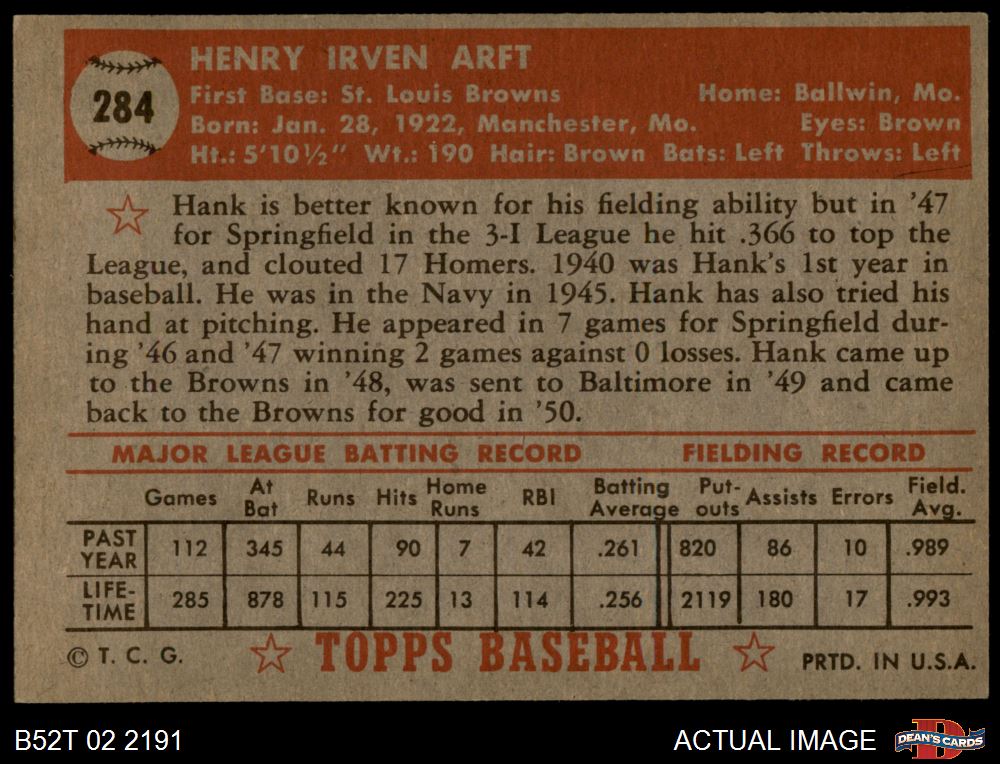 284
HENRY IRVEN ARFT
First Base: St. Louis Browns Home: Ballwin, Mo.
Born: Jan. 28, 1922, Manchester, Mo. Eyes: Brown
Ht.: 5'10½" Wt.: 190 Hair: Brown Bats: Left Throws: Left
Hank is better known for his fielding ability but in '47
for Springfield in the 3-I League he hit .366 to top the
League, and clouted 17 Homers. 1940 was Hank's 1st year in
baseball. He was in the Navy in 1945. Hank has also tried his
hand at pitching. He appeared in 7 games for Springfield dur-
ing '46 and '47 winning 2 games against 0 losses. Hank came up
to the Browns in '48, was sent to Baltimore in '49 and came
back to the Browns for good in '50.
MAJOR LEAGUE BATTING RECORD FIELDING RECORD
Games At Bat Runs Hits Home Runs RBI Batting Average Put-outs Assists Errors Field. Avg.
PAST YEAR 112 345 44 90 7 42 .261 820 86 10 .989
LIFE-TIME 285 878 115 225 13 114 .256 2119 180 17 .993
© T. C. G. TOPPS BASEBALL PRTD. IN U.S.A.
B52T 02 2191 ACTUAL IMAGE DEAN'S CARDS